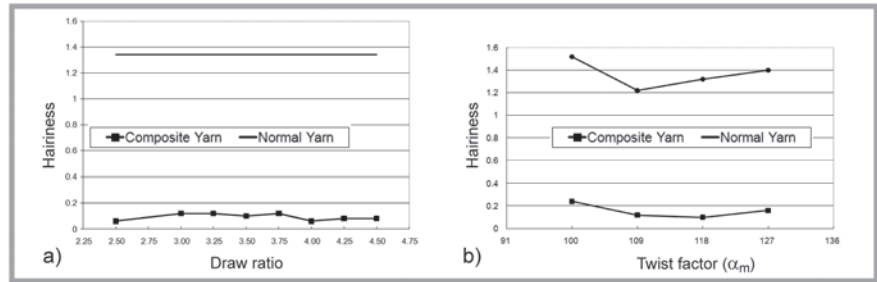 1.6
1.4
1.2
1
0.8
0.6
0.4
0.2
0
Hairiness
Composite Yarn Normal Yarn
2.25 2.50 2.75 3.00 3.25 3.50 3.75 4.00 4.25 4.50 4.75
a) Draw ratio
1.6
1.4
1.2
1
0.8
0.6
0.4
0.2
0
Hairiness
Composite Yarn Normal Yarn
91 100 109 118 127 136
b) Twist factor (αm)